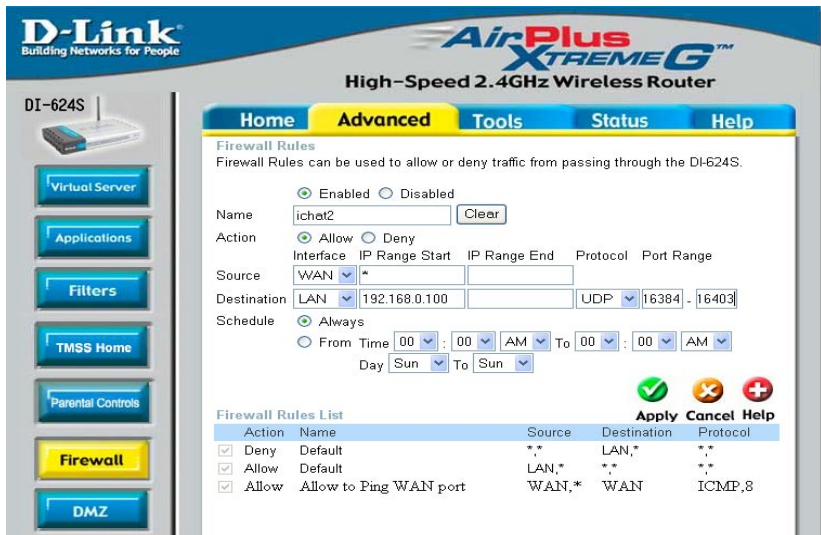 D-Link
Building Networks for People
AirPlus
XTREME G™
High-Speed 2.4GHz Wireless Router
DI-624S
Home Advanced Tools Status Help
Virtual Server
Applications
Filters
TMSS Home
Parental Controls
Firewall
DMZ
Firewall Rules
Firewall Rules can be used to allow or deny traffic from passing through the DI-624S.
Enabled Disabled
Name ichat2 Clear
Action Allow Deny
Interface IP Range Start IP Range End Protocol Port Range
Source WAN *
Destination LAN 192.168.0.100 UDP 16384 - 16403
Schedule Always
From Time 00 : 00 AM To 00 : 00 AM
Day Sun To Sun
Apply Cancel Help
Firewall Rules List
Action Name Source Destination Protocol
Deny Default *,* LAN,* *,*
Allow Default LAN,* *,* *,*
Allow Allow to Ping WAN port WAN,* WAN ICMP,8